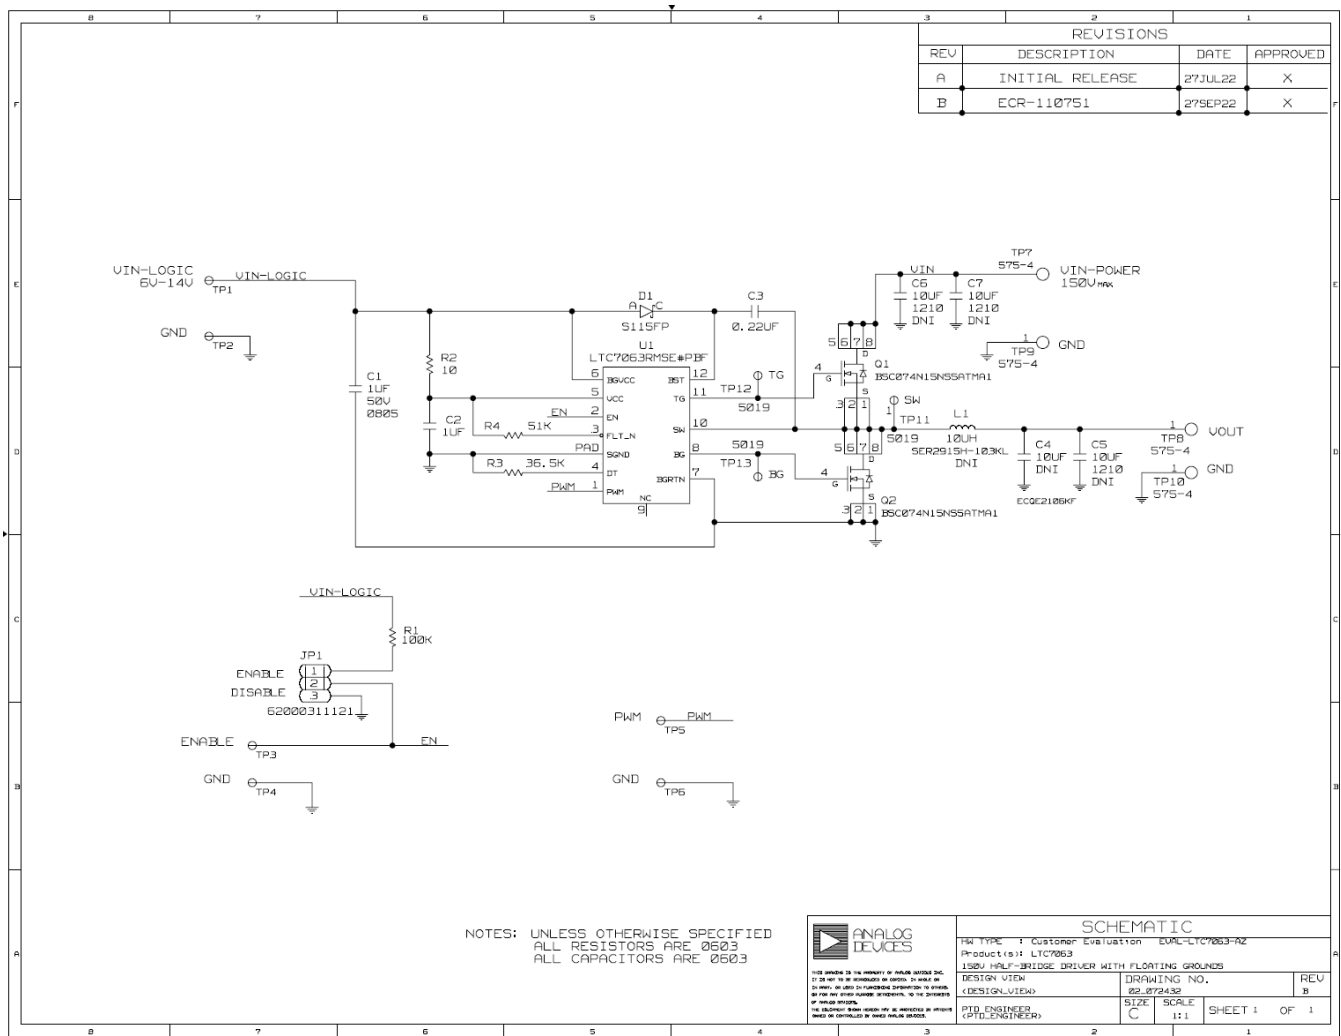 8 7 6 5 4 3 2 1
REVISIONS
REV DESCRIPTION DATE APPROVED
A INITIAL RELEASE 27JUL22 X
B ECR-110751 27SEP22 X
F F
E E
D D
C C
B B
A A
VIN-LOGIC
6V-14V
TP1
VIN-LOGIC
GND
TP2
C1
1UF
50V
0805
R2
10
C2
1UF
EN
R4 51K
PAD
R3 36.5K
PWM
D1
A C
S115FP
C3
0.22UF
U1
LTC7063RMSE#PBF
6 BGVCC
5 VCC
2 EN
3 FLT_N
SGND
4 DT
1 PWM
NC
9
BST 12
TG 11
SW 10
BG 8
BGRTN 7
TP12
TG
5019
5019
TP13
BG
VIN
C6
10UF
1210
DNI
C7
10UF
1210
DNI
TP7
575-4
VIN-POWER
150V MAX
1
TP9
575-4
GND
5 6 7 8
D
4
G
Q1
BSC074N15NS5ATMA1
S
3 2 1
SW
1
TP11
5019
5 6 7 8
D
4
G
Q2
BSC074N15NS5ATMA1
S
3 2 1
L1
10UH
SER2915H-103KL
DNI
C4
10UF
DNI
ECQE2106KF
C5
10UF
1210
DNI
1
TP8
575-4
VOUT
1
TP10
575-4
GND
VIN-LOGIC
R1
100K
JP1
ENABLE 1
2
DISABLE 3
62000311121
ENABLE
TP3
EN
GND
TP4
PWM
TP5
PWM
GND
TP6
NOTES: UNLESS OTHERWISE SPECIFIED
ALL RESISTORS ARE 0603
ALL CAPACITORS ARE 0603
ANALOG
DEVICES
SCHEMATIC
HW TYPE : Customer Evaluation EVAL-LTC7063-AZ
Product(s): LTC7063
150V HALF-BRIDGE DRIVER WITH FLOATING GROUNDS
DESIGN VIEW
<DESIGN_VIEW>
DRAWING NO.
02_072432
REV
B
PTD ENGINEER
<PTD_ENGINEER>
SIZE
C
SCALE
1:1
SHEET 1 OF 1
8 7 6 5 4 3 2 1